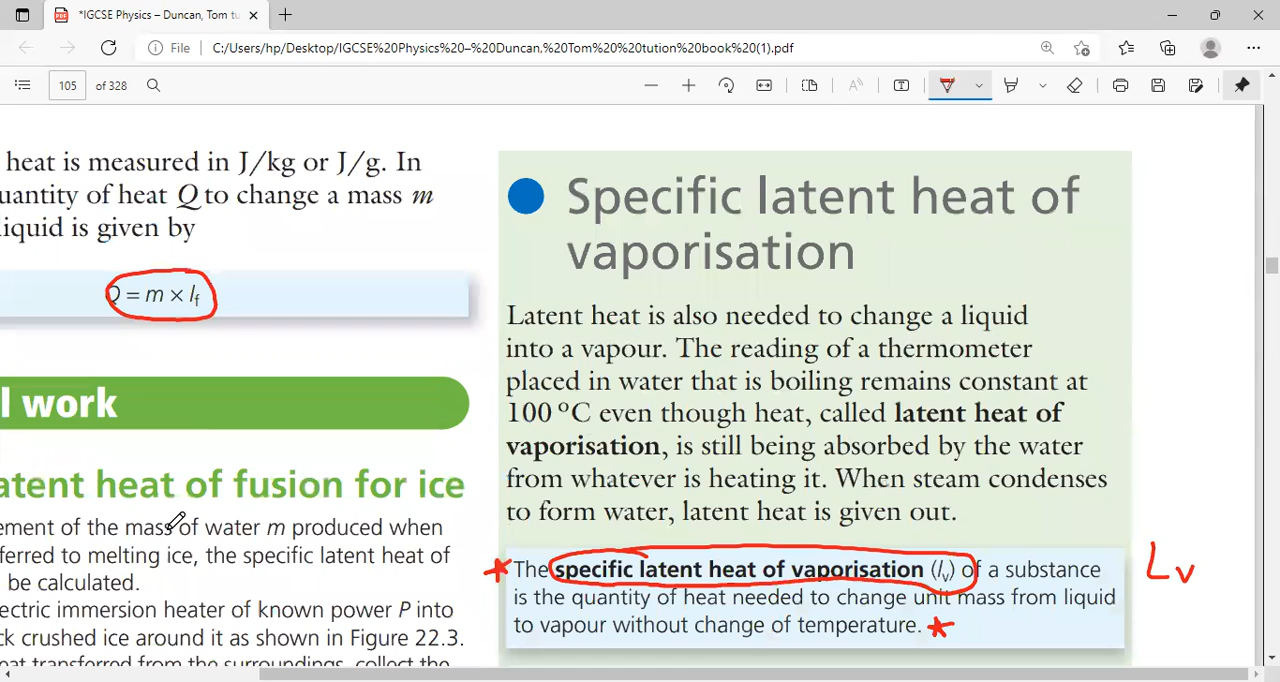 *IGCSE Physics – Duncan, Tom tu
File
C:/Users/hp/Desktop/IGCSE%20Physics%20–%20Duncan,%20Tom%20%20tution%20book%20(1).pdf
105 of 328
heat is measured in J/kg or J/g. In
quantity of heat Q to change a mass m
liquid is given by
Q = m × lf
l work
atent heat of fusion for ice
ement of the mass of water m produced when
ferred to melting ice, the specific latent heat of
be calculated.
ectric immersion heater of known power P into
ck crushed ice around it as shown in Figure 22.3.
eat transferred from the surroundings, collect the
Specific latent heat of
vaporisation
Latent heat is also needed to change a liquid
into a vapour. The reading of a thermometer
placed in water that is boiling remains constant at
100 °C even though heat, called latent heat of
vaporisation, is still being absorbed by the water
from whatever is heating it. When steam condenses
to form water, latent heat is given out.
The specific latent heat of vaporisation (lv) of a substance
is the quantity of heat needed to change unit mass from liquid
to vapour without change of temperature.
Lv